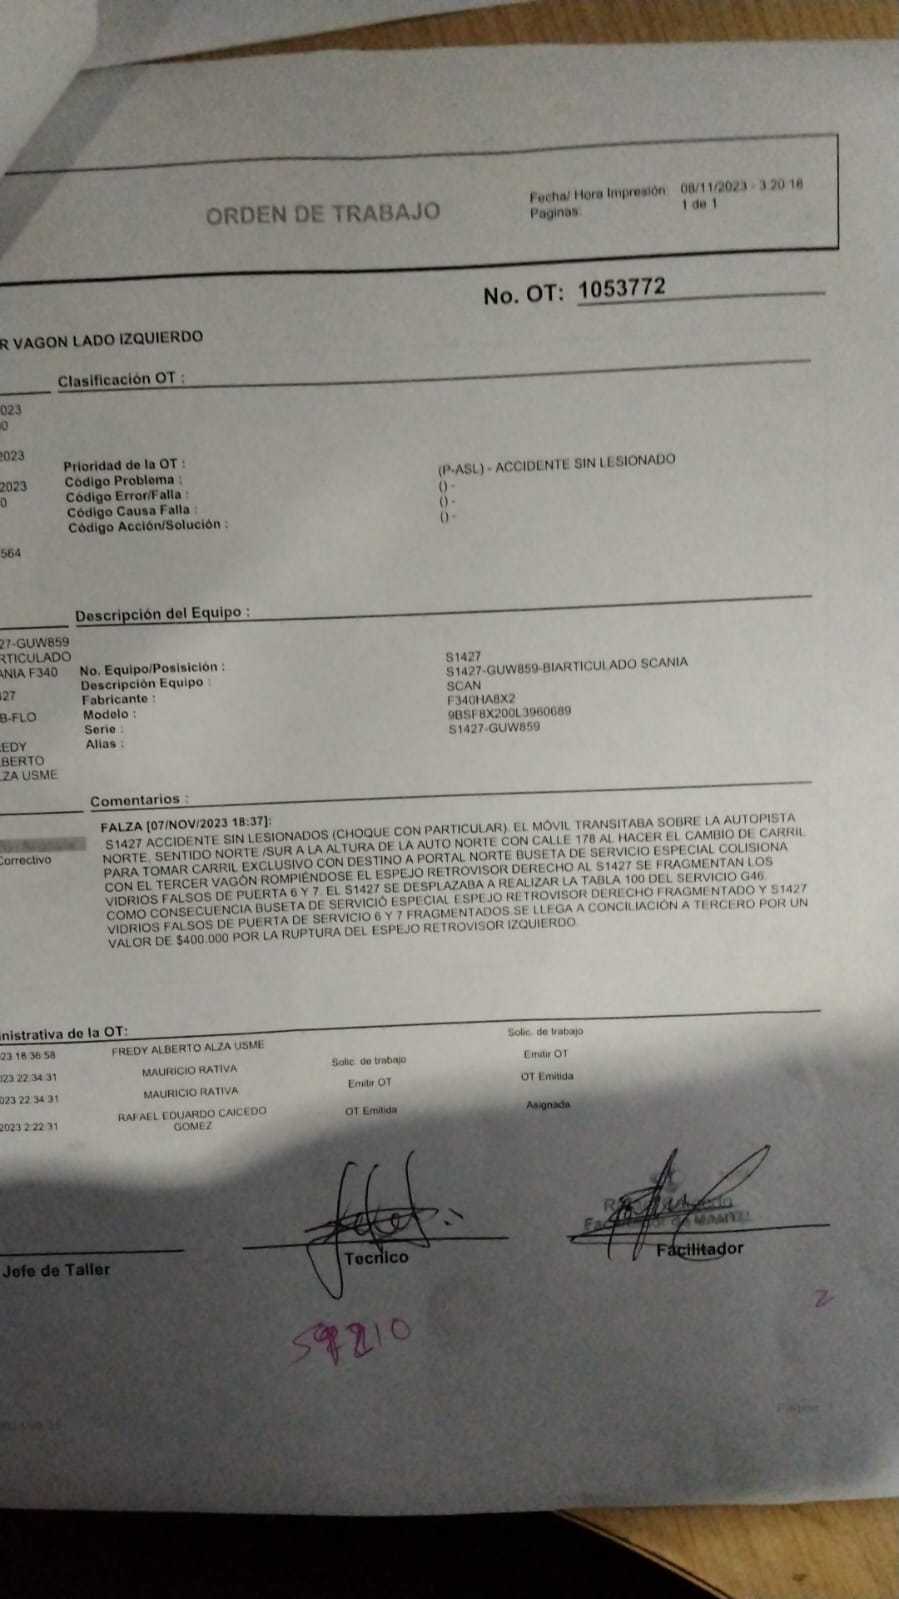 ORDEN DE TRABAJO
Fecha/ Hora Impresión: 08/11/2023 - 3:20:16
Paginas: 1 de 1
No. OT: 1053772
R VAGON LADO IZQUIERDO
Clasificación OT :
023
0
2023
2023
0
564
Prioridad de la OT : (P-ASL) - ACCIDENTE SIN LESIONADO
Código Problema : () -
Código Error/Falla : () -
Código Causa Falla : () -
Código Acción/Solución :
Descripción del Equipo :
27-GUW859
RTICULADO
ANIA F340
427
B-FLO
EDY
LBERTO
LZA USME
No. Equipo/Posisición : S1427
Descripción Equipo : S1427-GUW859-BIARTICULADO SCANIA
Fabricante : SCAN
Modelo : F340HA8X2
Serie : 9BSF8X200L3960689
Alias : S1427-GUW859
Comentarios :
Correctivo
FALZA [07/NOV/2023 18:37]:
S1427 ACCIDENTE SIN LESIONADOS (CHOQUE CON PARTICULAR). EL MÓVIL TRANSITABA SOBRE LA AUTOPISTA
NORTE, SENTIDO NORTE /SUR A LA ALTURA DE LA AUTO NORTE CON CALLE 178 AL HACER EL CAMBIO DE CARRIL
PARA TOMAR CARRIL EXCLUSIVO CON DESTINO A PORTAL NORTE BUSETA DE SERVICIO ESPECIAL COLISIONA
CON EL TERCER VAGÓN ROMPIÉNDOSE EL ESPEJO RETROVISOR DERECHO AL S1427 SE FRAGMENTAN LOS
VIDRIOS FALSOS DE PUERTA 6 Y 7. EL S1427 SE DESPLAZABA A REALIZAR LA TABLA 100 DEL SERVICIO G46.
COMO CONSECUENCIA BUSETA DE SERVICIÓ ESPECIAL ESPEJO RETROVISOR DERECHO FRAGMENTADO Y S1427
VIDRIOS FALSOS DE PUERTA DE SERVICIO 6 Y 7 FRAGMENTADOS.SE LLEGA A CONCILIACIÓN A TERCERO POR UN
VALOR DE $400.000 POR LA RUPTURA DEL ESPEJO RETROVISOR IZQUIERDO.
nistrativa de la OT:
023 18:36:58 FREDY ALBERTO ALZA USME Solic. de trabajo
023 22:34:31 MAURICIO RATIVA Solic. de trabajo Emitir OT
023 22:34:31 MAURICIO RATIVA Emitir OT OT Emitida
2023 2:22:31 RAFAEL EDUARDO CAICEDO GOMEZ OT Emitida Asignada
Jefe de Taller
Tecnico
Facilitador
2